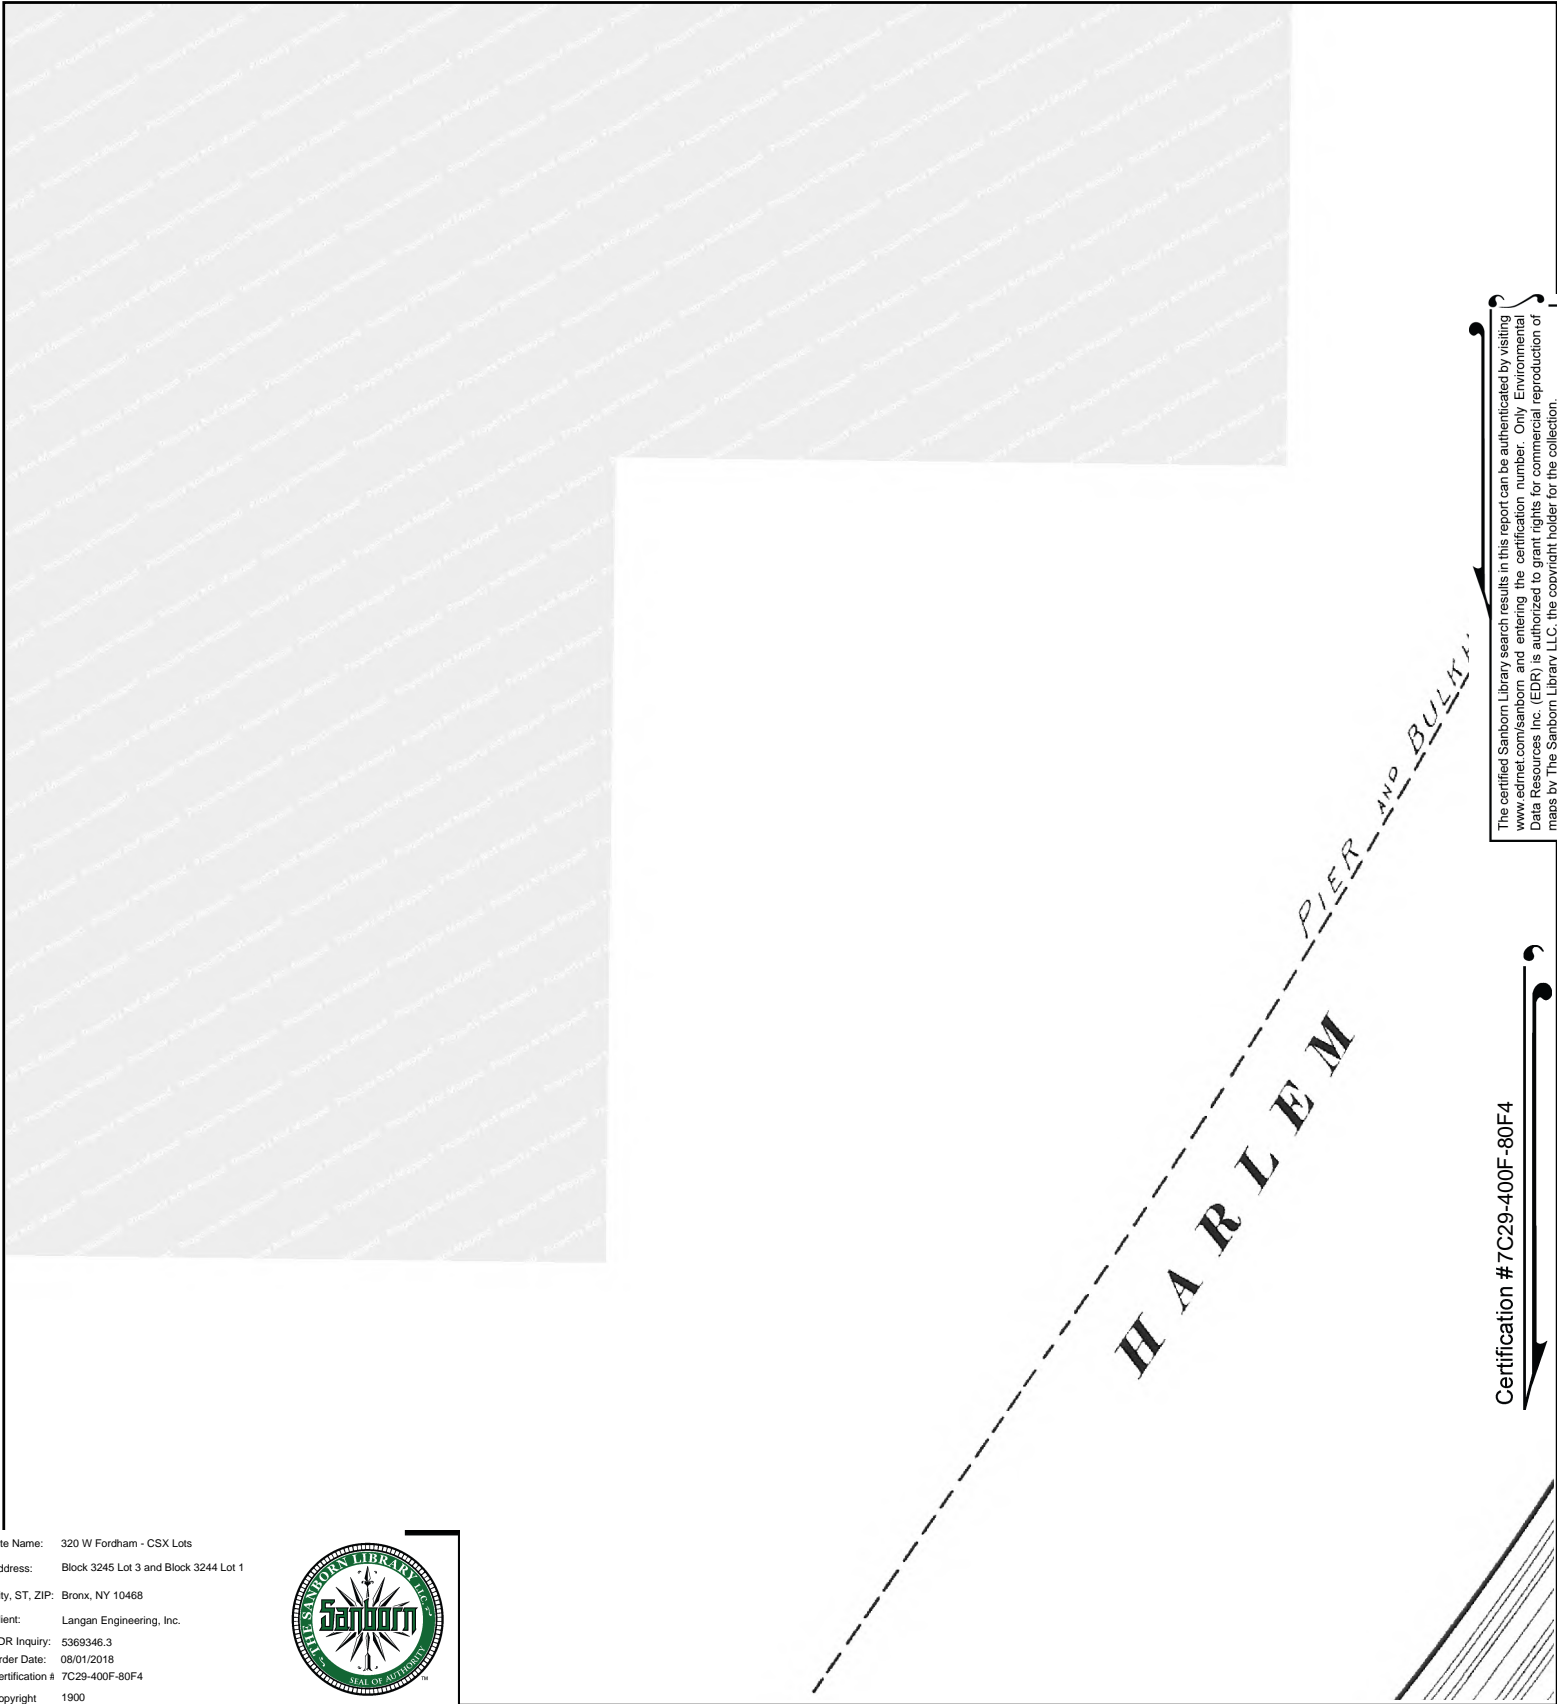 Property Not Mapped
The certified Sanborn Library search results in this report can be authenticated by visiting
www.edrnet.com/sanborn and entering the certification number. Only Environmental
Data Resources Inc. (EDR) is authorized to grant rights for commercial reproduction of
maps by The Sanborn Library LLC, the copyright holder for the collection.
PIER AND
HARLEM
Certification # 7C29-400F-80F4
te Name: 320 W Fordham - CSX Lots
ddress: Block 3245 Lot 3 and Block 3244 Lot 1
ity, ST, ZIP: Bronx, NY 10468
ient: Langan Engineering, Inc.
DR Inquiry: 5369346.3
rder Date: 08/01/2018
ertification # 7C29-400F-80F4
opyright 1900
THE SANBORN LIBRARY LLC
Sanborn
SEAL OF AUTHORITY
TM